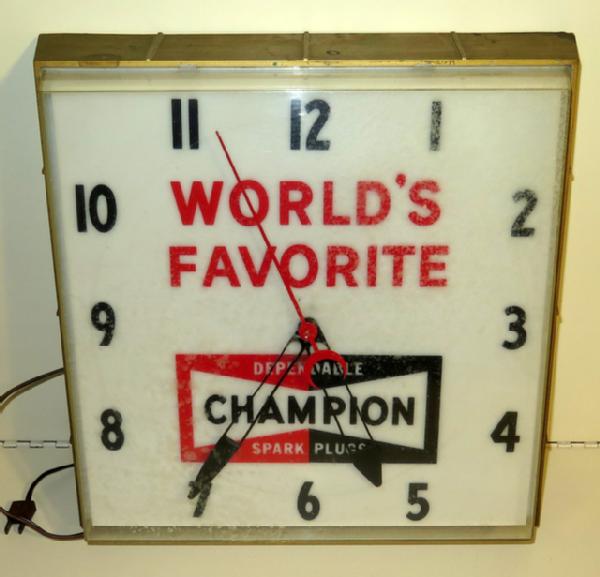 11 12 1
WORLD'S
10 2
FAVORITE
9 3
DEPENDABLE
CHAMPION
8 4
SPARK PLUGS
7 6 5